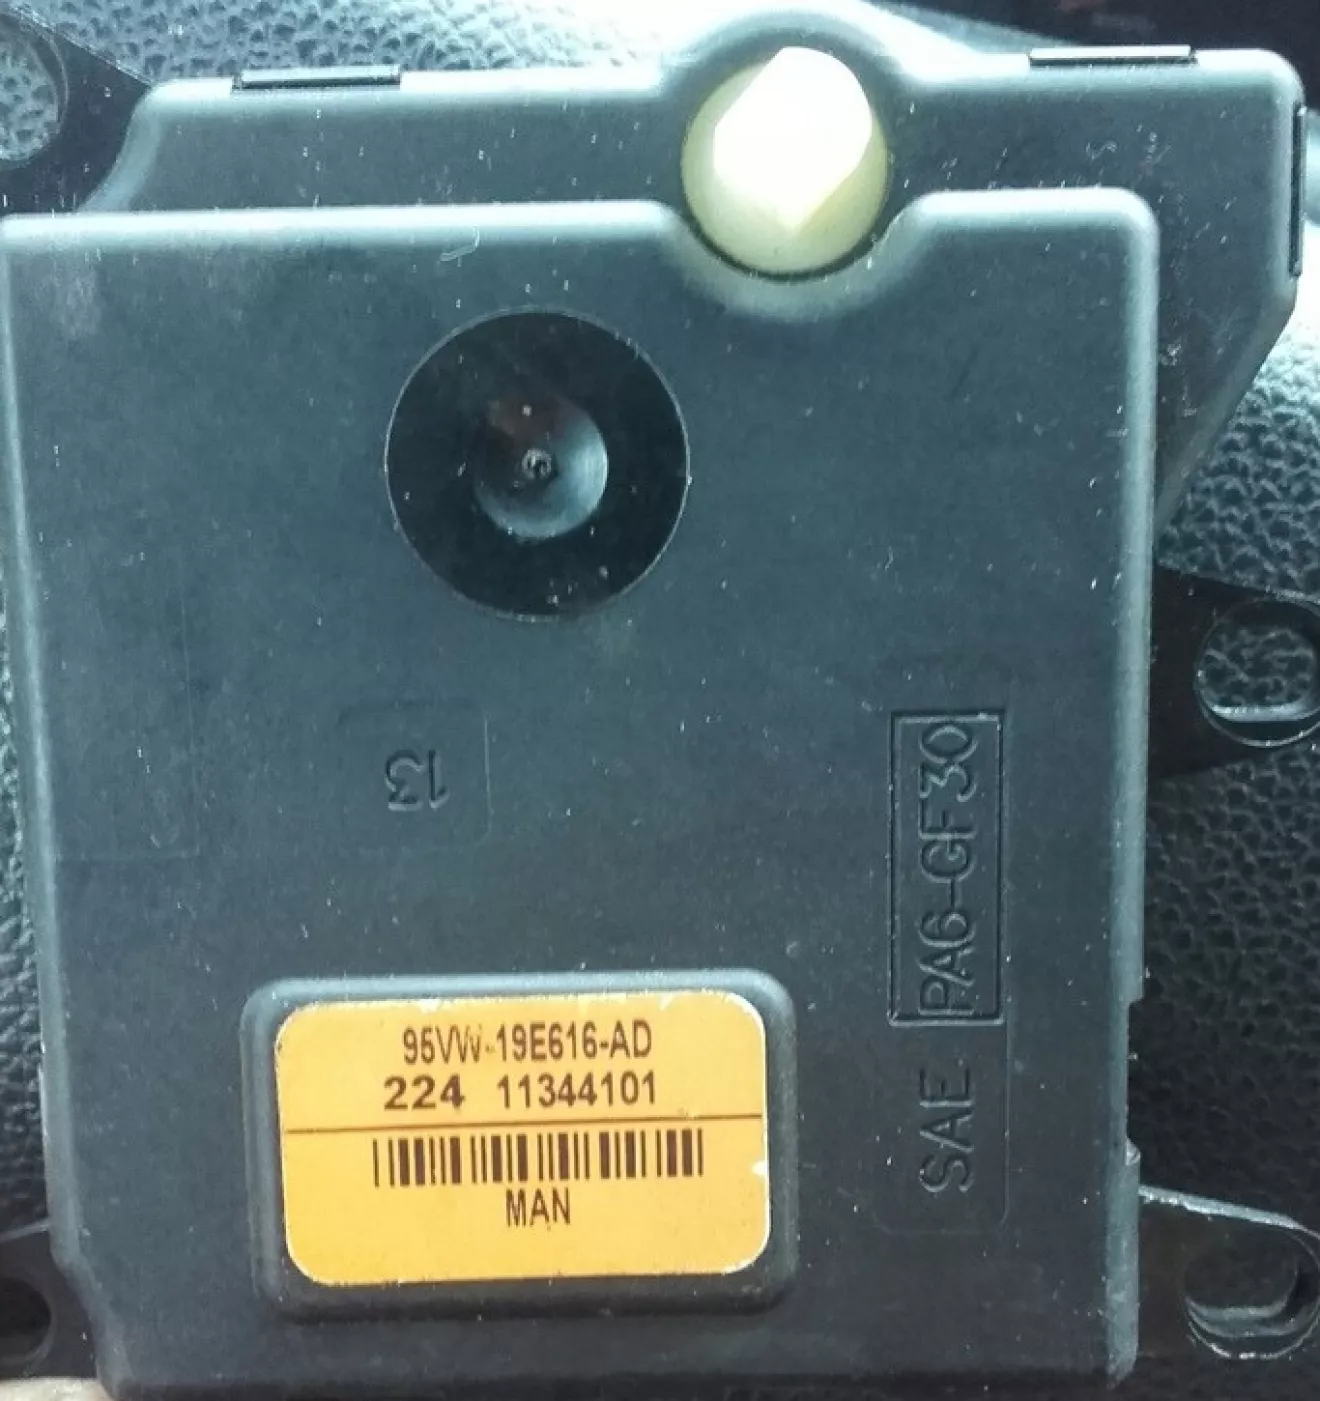 13
SAE PA6-GF30
95VW-19E616-AD
224 11344101
MAN